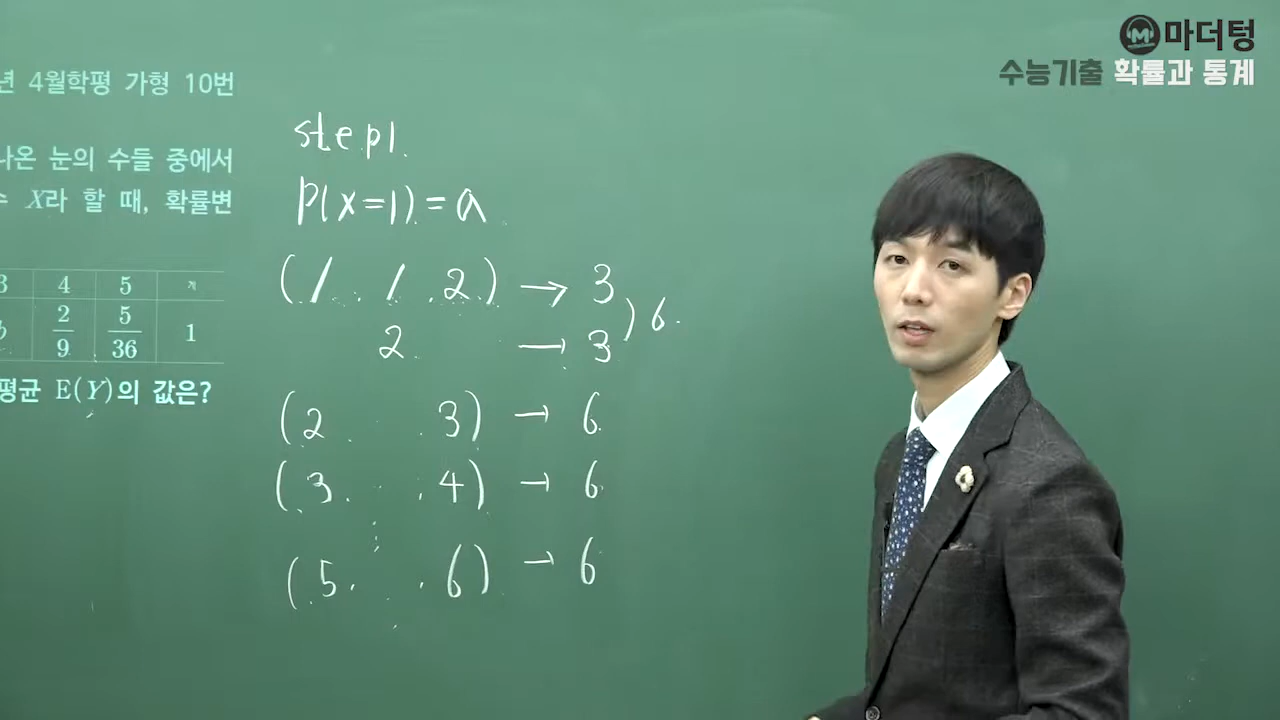 마더텅
수능기출 확률과 통계
년 4월학평 가형 10번
나온 눈의 수들 중에서
X라 할 때, 확률변
3 4 5 계
b 2/9 5/36 1
평균 E(Y)의 값은?
step1.
P(X=1)=a
(1, 1, 2) → 3
2 → 3 ) 6.
(2 3) → 6
(3. .4) → 6
(5. .6) → 6